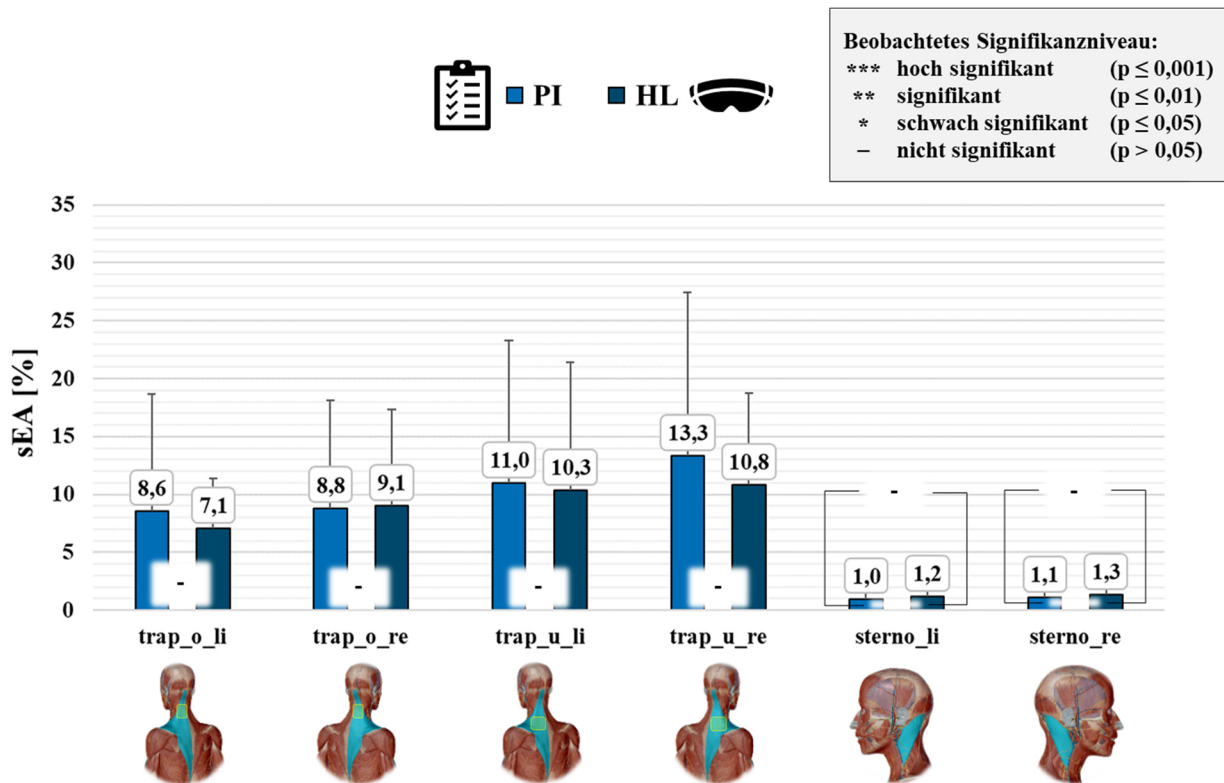 Beobachtetes Signifikanzniveau:
*** hoch signifikant (p ≤ 0,001)
** signifikant (p ≤ 0,01)
* schwach signifikant (p ≤ 0,05)
– nicht signifikant (p > 0,05)
PI HL
sEA [%]
35
30
25
20
15
10
5
0
8,6 7,1 8,8 9,1 11,0 10,3 13,3 10,8 1,0 1,2 1,1 1,3
- - - - - -
trap_o_li trap_o_re trap_u_li trap_u_re sterno_li sterno_re